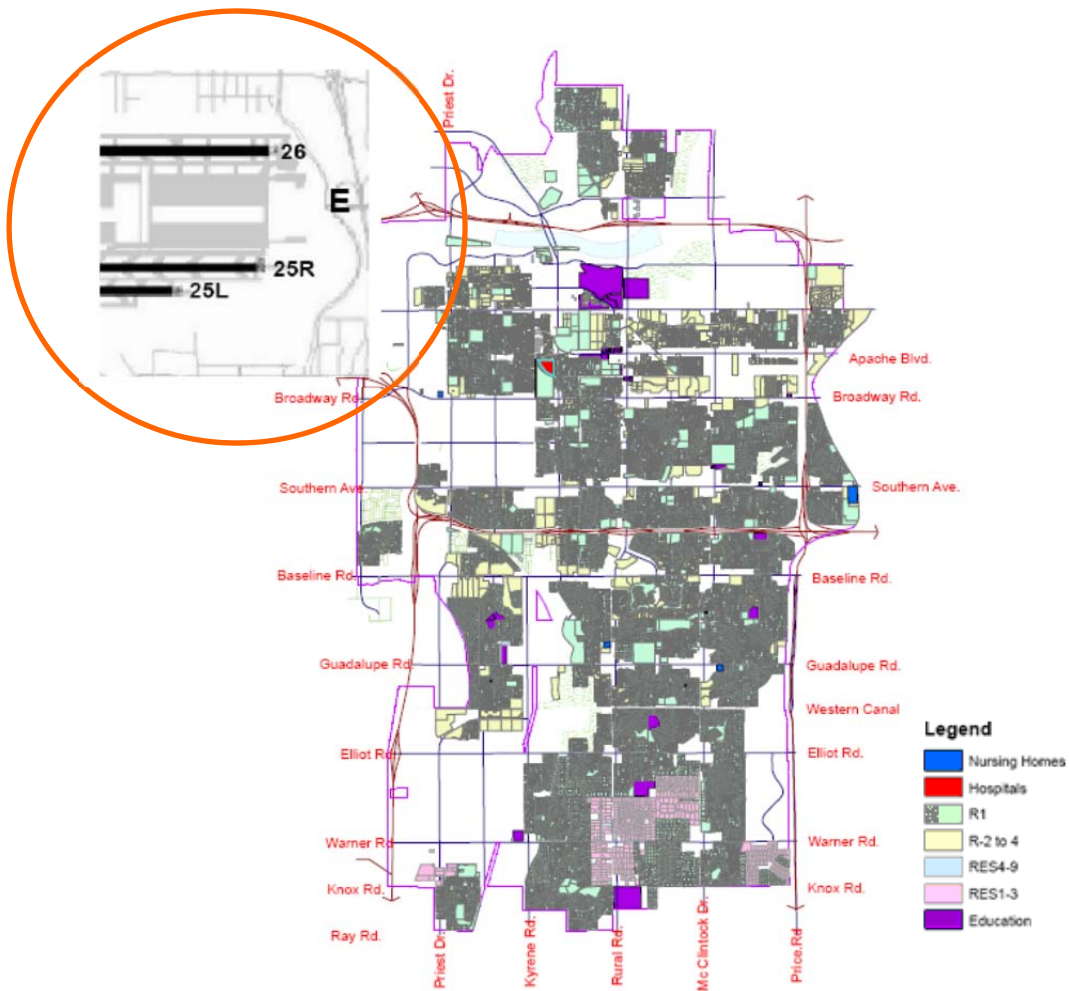 Priest Dr.
26
E
25R
25L
Apache Blvd.
Broadway Rd.
Broadway Rd.
Southern Ave.
Southern Ave.
Baseline Rd.
Baseline Rd.
Guadalupe Rd.
Guadalupe Rd.
Western Canal
Elliot Rd.
Elliot Rd.
Warner Rd
Warner Rd.
Knox Rd.
Knox Rd.
Ray Rd.
Priest Dr.
Kyrene Rd.
Rural Rd.
Mc Clintock Dr.
Price.Rd
Legend
Nursing Homes
Hospitals
R1
R-2 to 4
RES4-9
RES1-3
Education